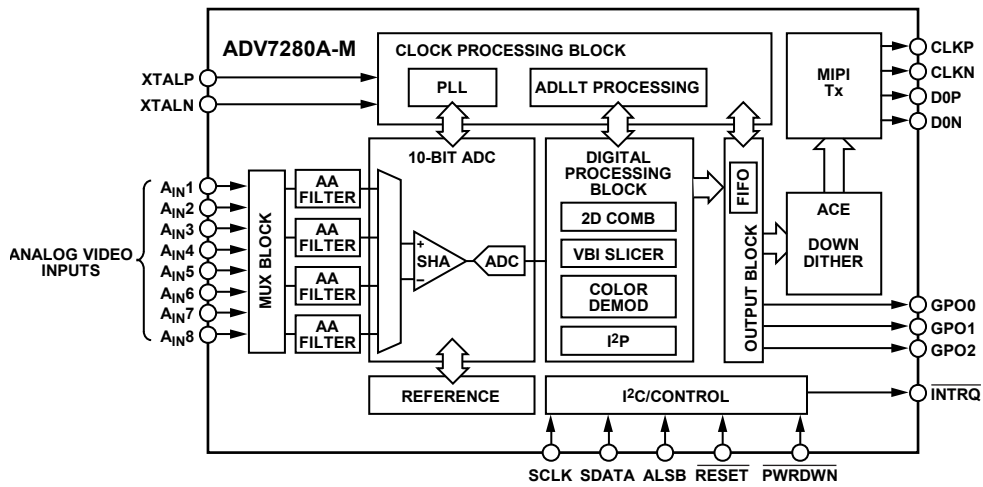 ADV7280A-M
CLOCK PROCESSING BLOCK
PLL
ADLLT PROCESSING
XTALP
XTALN
MIPI
Tx
CLKP
CLKN
D0P
D0N
10-BIT ADC
DIGITAL
PROCESSING
BLOCK
2D COMB
VBI SLICER
COLOR
DEMOD
I²P
FIFO
OUTPUT BLOCK
ACE
DOWN
DITHER
ANALOG VIDEO
INPUTS
AIN1
AIN2
AIN3
AIN4
AIN5
AIN6
AIN7
AIN8
MUX BLOCK
AA
FILTER
AA
FILTER
AA
FILTER
AA
FILTER
+
SHA
–
ADC
GPO0
GPO1
GPO2
REFERENCE
I²C/CONTROL
INTRQ
SCLK
SDATA
ALSB
RESET
PWRDWN